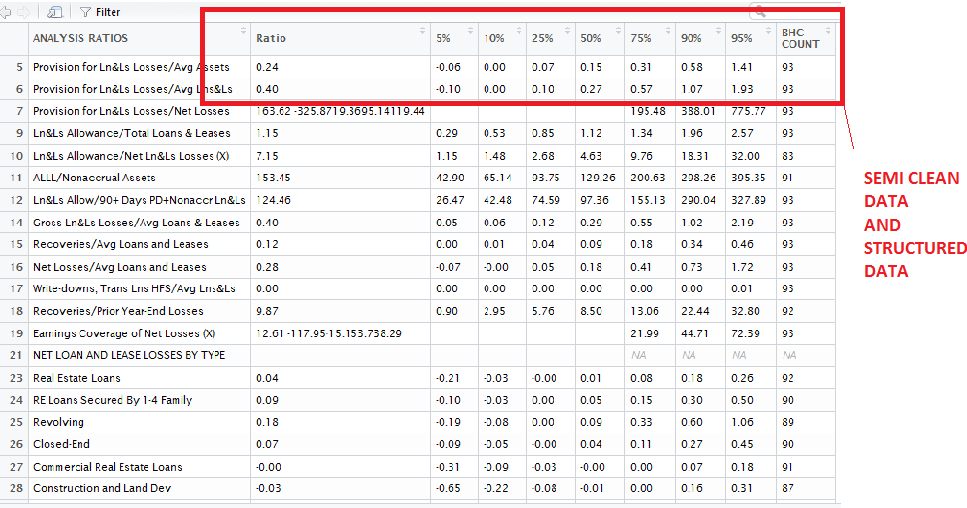 Filter
ANALYSIS RATIOS Ratio 5% 10% 25% 50% 75% 90% 95% BHC COUNT
5 Provision for Ln&Ls Losses/Avg Assets 0.24 -0.06 0.00 0.07 0.15 0.31 0.58 1.41 93
6 Provision for Ln&Ls Losses/Avg Lns&Ls 0.40 -0.10 0.00 0.10 0.27 0.57 1.07 1.93 93
7 Provision for Ln&Ls Losses/Net Losses 163.62 -325.8719.3695.14119.44 195.48 388.01 775.77 93
9 Ln&Ls Allowance/Total Loans & Leases 1.15 0.29 0.53 0.85 1.12 1.34 1.96 2.57 93
10 Ln&Ls Allowance/Net Ln&Ls Losses (X) 7.15 1.15 1.48 2.68 4.63 9.76 18.31 32.00 83
11 ALLL/Nonaccrual Assets 153.45 42.90 65.14 93.75 129.26 200.63 298.26 395.35 91
12 Ln&Ls Allow/90+ Days PD+Nonaccr Ln&Ls 124.46 26.47 42.48 74.59 97.36 155.13 290.04 327.89 93
14 Gross Ln&Ls Losses/Avg Loans & Leases 0.40 0.05 0.06 0.12 0.29 0.55 1.02 2.19 93
15 Recoveries/Avg Loans and Leases 0.12 0.00 0.01 0.04 0.09 0.18 0.34 0.46 93
16 Net Losses/Avg Loans and Leases 0.28 -0.07 -0.00 0.05 0.18 0.41 0.73 1.72 93
17 Write-downs, Trans Lns HFS/Avg Lns&Ls 0.00 0.00 0.00 0.00 0.00 0.00 0.00 0.01 93
18 Recoveries/Prior Year-End Losses 9.87 0.90 2.95 5.76 8.50 13.06 22.44 32.80 92
19 Earnings Coverage of Net Losses (X) 12.61 -117.95-15.153.738.29 21.99 44.71 72.39 93
21 NET LOAN AND LEASE LOSSES BY TYPE NA NA NA NA
23 Real Estate Loans 0.04 -0.21 -0.03 -0.00 0.01 0.08 0.18 0.26 92
24 RE Loans Secured By 1-4 Family 0.09 -0.10 -0.03 0.00 0.05 0.15 0.30 0.50 90
25 Revolving 0.18 -0.19 -0.08 0.00 0.09 0.33 0.60 1.06 89
26 Closed-End 0.07 -0.09 -0.05 -0.00 0.04 0.11 0.27 0.45 90
27 Commercial Real Estate Loans -0.00 -0.31 -0.09 -0.03 -0.00 0.00 0.07 0.18 91
28 Construction and Land Dev -0.03 -0.65 -0.22 -0.08 -0.01 0.00 0.16 0.31 87
SEMI CLEAN
DATA
AND
STRUCTURED
DATA